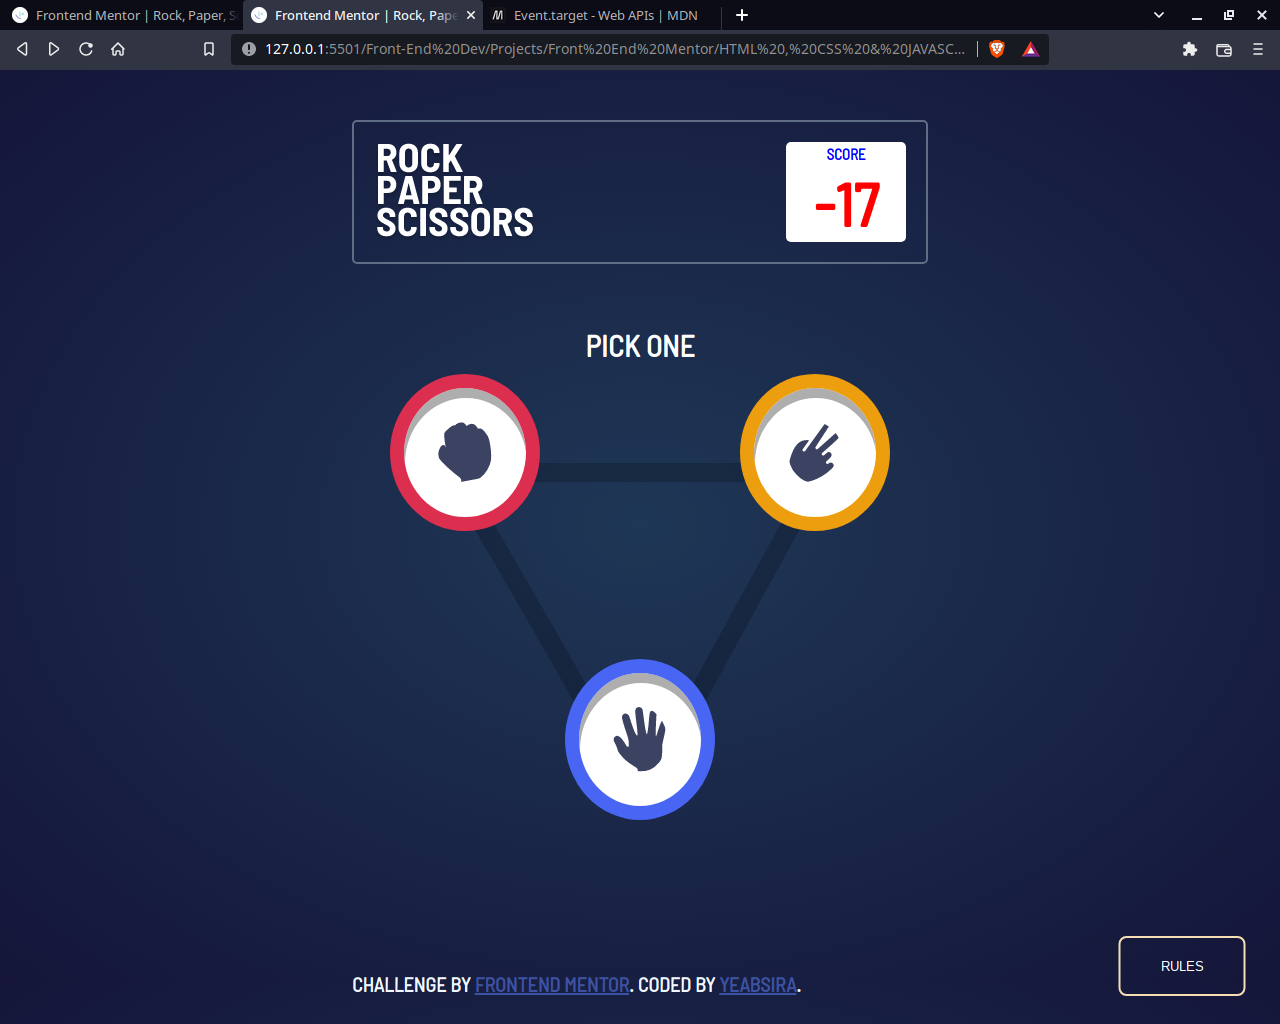 Frontend Mentor | Rock, Paper, S
Frontend Mentor | Rock, Pape
Event.target - Web APIs | MDN
127.0.0.1:5501/Front-End%20Dev/Projects/Front%20End%20Mentor/HTML%20,%20CSS%20&%20JAVASC...
ROCK
PAPER
SCISSORS
SCORE
-17
PICK ONE
RULES
CHALLENGE BY FRONTEND MENTOR. CODED BY YEABSIRA.